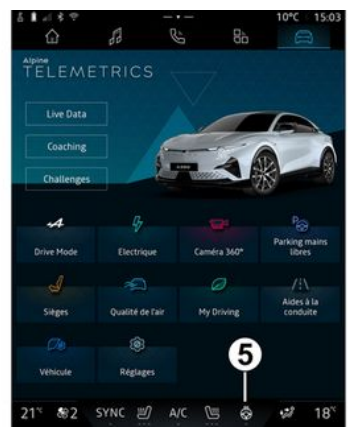 10°C 15:03
Alpine
TELEMETRICS
Live Data
Coaching
Challenges
Drive Mode
Electrique
Caméra 360°
Parking mains
libres
Sièges
Qualité de l'air
My Driving
Aides à la
conduite
Véhicule
Réglages
5
21°c 2 SYNC A/C 18°c